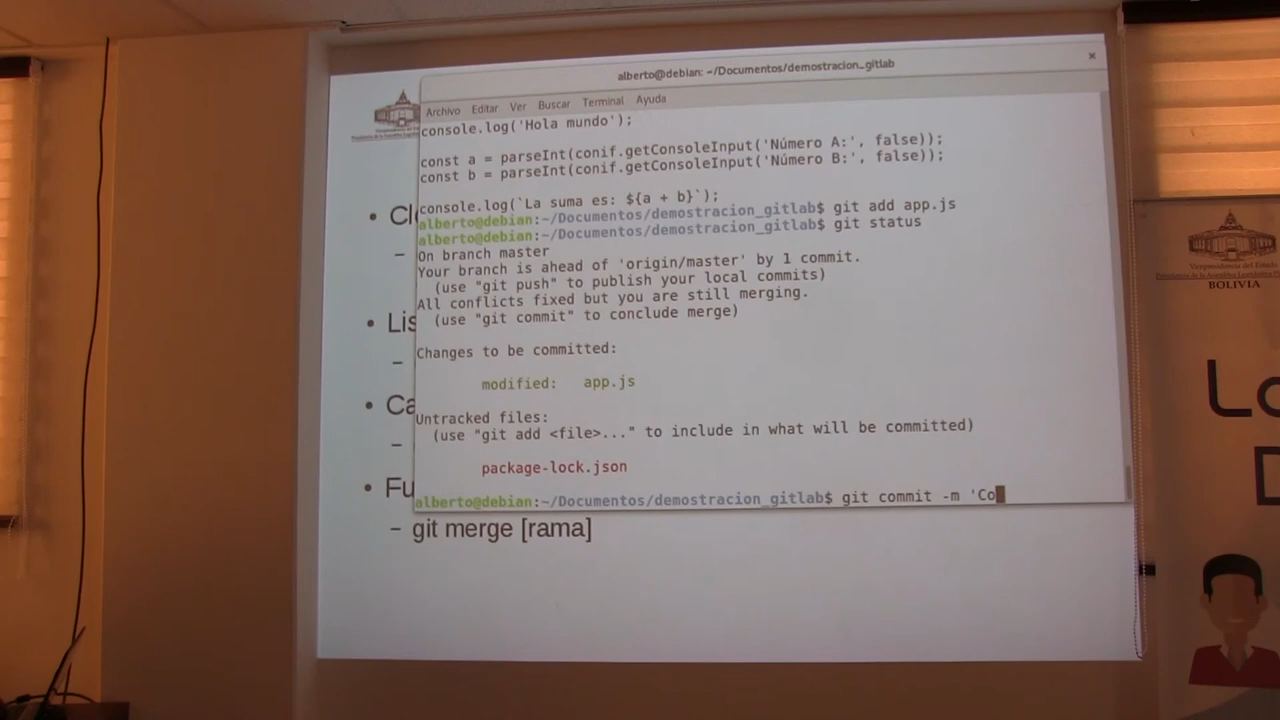 alberto@debian: ~/Documentos/demostracion_gitlab
Archivo Editar Ver Buscar Terminal Ayuda
console.log('Hola mundo');
const a = parseInt(conif.getConsoleInput('Número A:', false));
const b = parseInt(conif.getConsoleInput('Número B:', false));
console.log(`La suma es: ${a + b}`);
alberto@debian:~/Documentos/demostracion_gitlab$ git add app.js
alberto@debian:~/Documentos/demostracion_gitlab$ git status
On branch master
Your branch is ahead of 'origin/master' by 1 commit.
(use "git push" to publish your local commits)
All conflicts fixed but you are still merging.
(use "git commit" to conclude merge)
Changes to be committed:
modified: app.js
Untracked files:
(use "git add <file>..." to include in what will be committed)
package-lock.json
alberto@debian:~/Documentos/demostracion_gitlab$ git commit -m 'Co
– git merge [rama]
Vicepresidencia del Estado
BOLIVIA